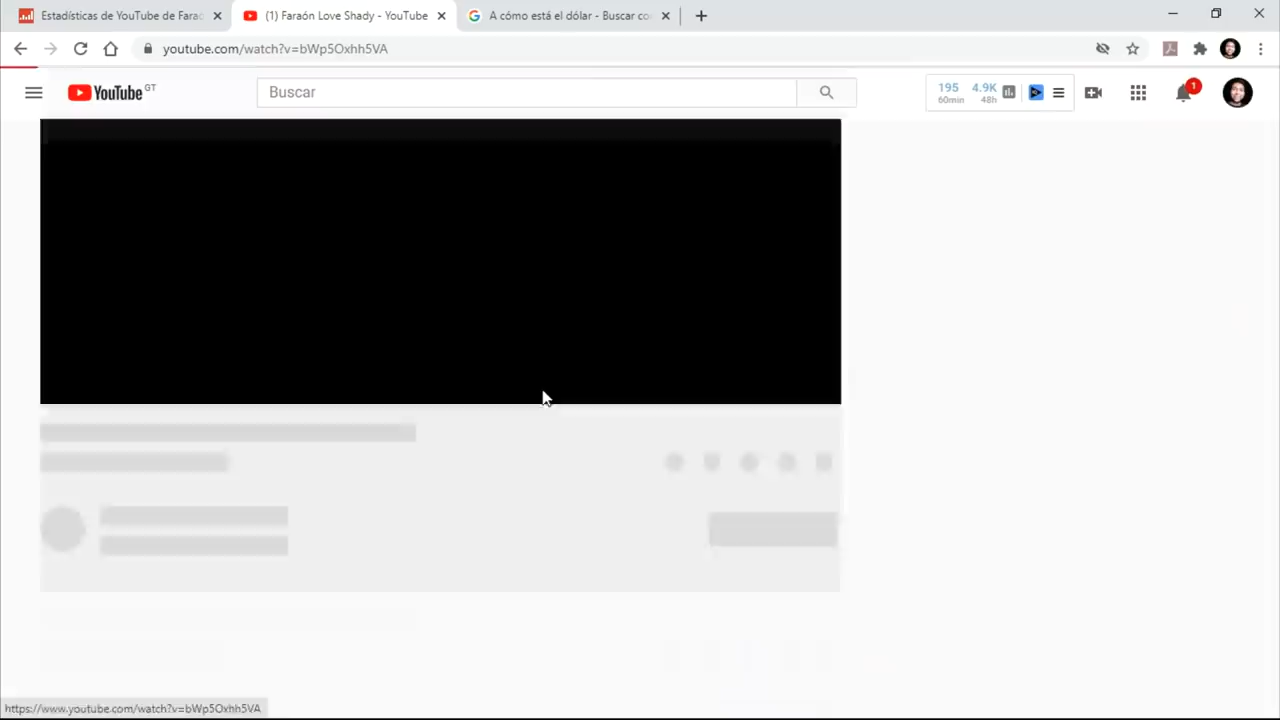 Estadísticas de YouTube de Farac
(1) Faraón Love Shady - YouTube
A cómo está el dólar - Buscar co
youtube.com/watch?v=bWp5Oxhh5VA
YouTube GT
Buscar
195 4.9K
60min 48h
1
https://www.youtube.com/watch?v=bWp5Oxhh5VA